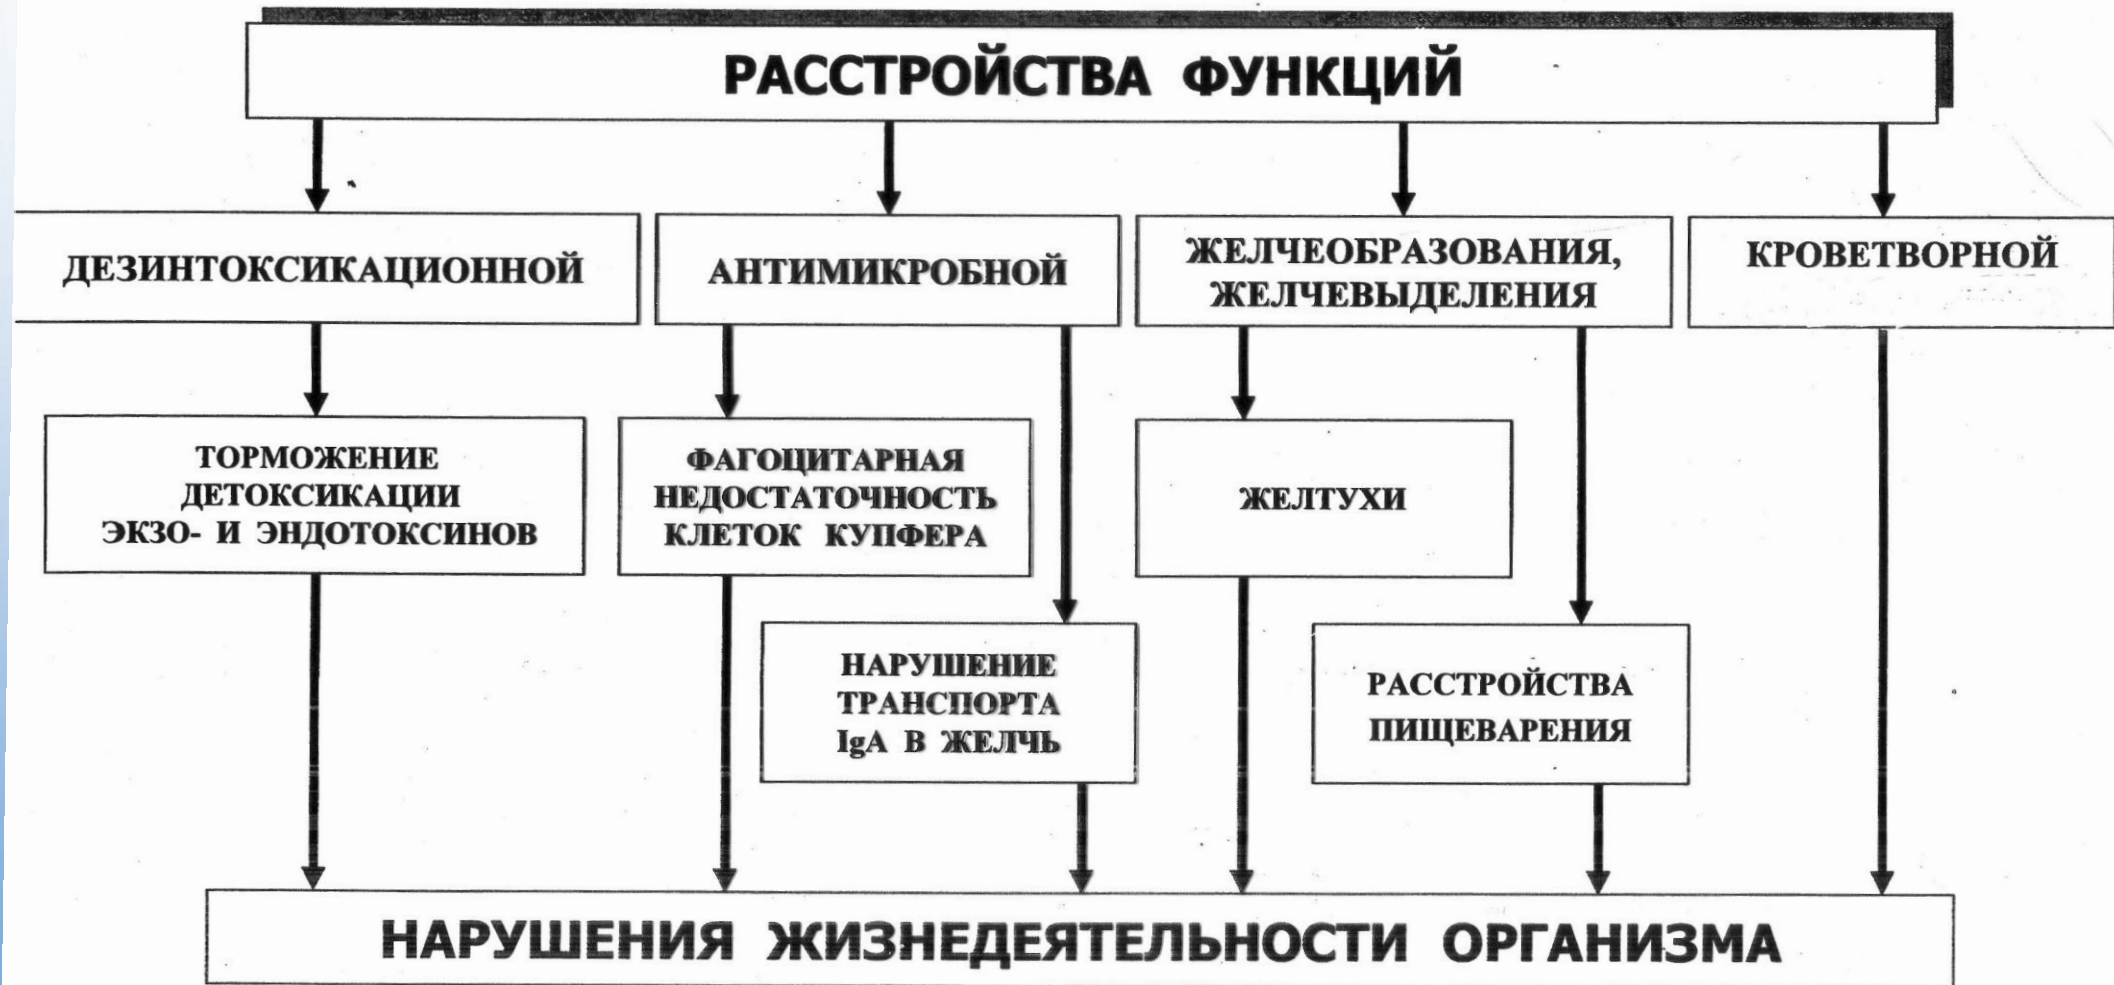 РАССТРОЙСТВА ФУНКЦИЙ
ДЕЗИНТОКСИКАЦИОННОЙ
АНТИМИКРОБНОЙ
ЖЕЛЧЕОБРАЗОВАНИЯ,
ЖЕЛЧЕВЫДЕЛЕНИЯ
КРОВЕТВОРНОЙ
ТОРМОЖЕНИЕ
ДЕТОКСИКАЦИИ
ЭКЗО- И ЭНДОТОКСИНОВ
ФАГОЦИТАРНАЯ
НЕДОСТАТОЧНОСТЬ
КЛЕТОК КУПФЕРА
ЖЕЛТУХИ
НАРУШЕНИЕ
ТРАНСПОРТА
IgA В ЖЕЛЧЬ
РАССТРОЙСТВА
ПИЩЕВАРЕНИЯ
НАРУШЕНИЯ ЖИЗНЕДЕЯТЕЛЬНОСТИ ОРГАНИЗМА